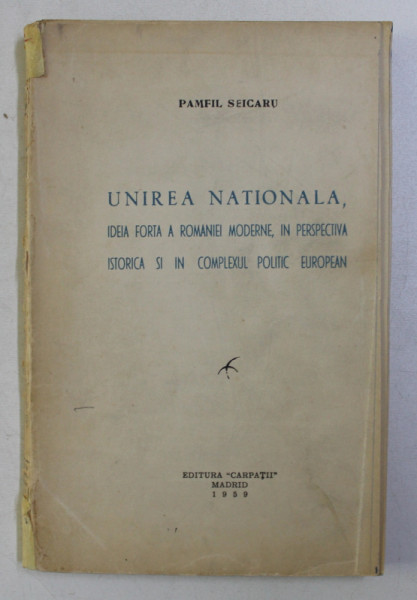 PAMFIL SEICARU
UNIREA NATIONALA,
IDEIA FORTA A ROMANIEI MODERNE, IN PERSPECTIVA
ISTORICA SI IN COMPLEXUL POLITIC EUROPEAN
EDITURA "CARPAŢII"
MADRID
1959